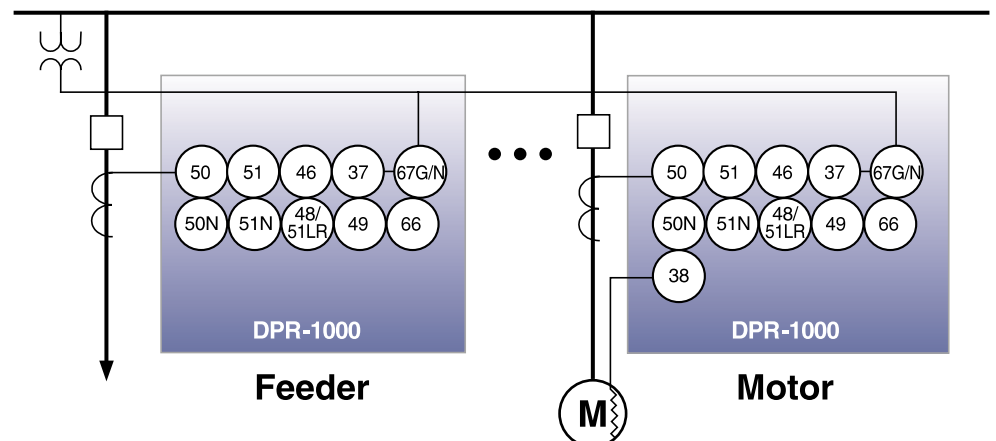 50 51 46 37 67G/N
50N 51N 48/51LR 49 66
DPR-1000
Feeder
50 51 46 37 67G/N
50N 51N 48/51LR 49 66
38
DPR-1000
Motor
M